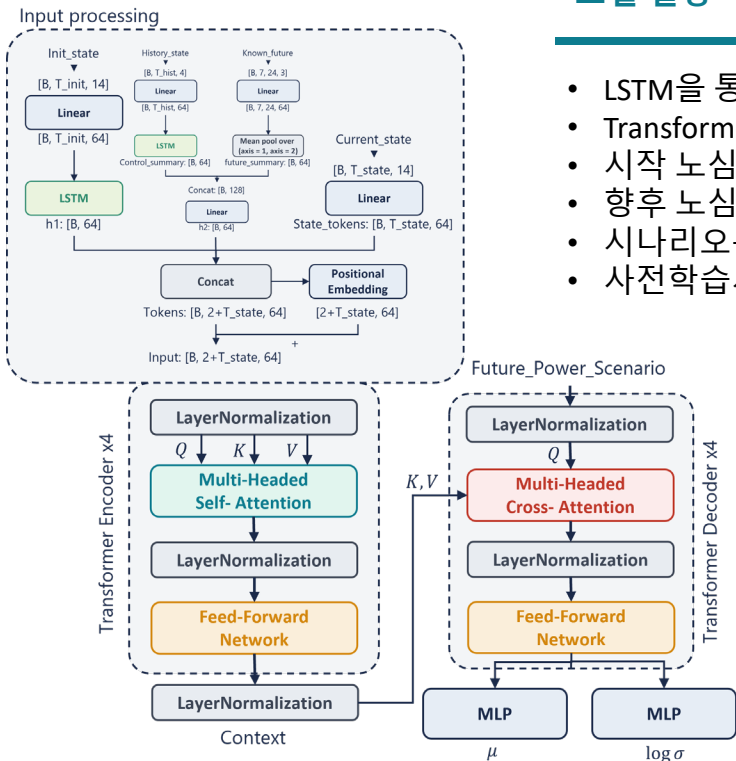 Input processing
Init_state
[B, T_init, 14]
Linear
[B, T_init, 64]
LSTM
h1: [B, 64]
History_state
[B, T_hist, 4]
Linear
[B, T_hist, 64]
LSTM
Control_summary: [B, 64]
Known_future
[B, 7, 24, 3]
Linear
[B, 7, 24, 64]
Mean pool over
(axis = 1, axis = 2)
future_summary: [B, 64]
Concat: [B, 128]
Linear
h2: [B, 64]
Current_state
[B, T_state, 14]
Linear
State_tokens: [B, T_state, 64]
Concat
Positional
Embedding
Tokens: [B, 2+T_state, 64]
[2+T_state, 64]
+
Input: [B, 2+T_state, 64]
• LSTM을
• Transform
• 시작 노심
• 향후 노심
• 시나리오
• 사전학습
Transformer Encoder x4
LayerNormalization
Q K V
Multi-Headed
Self- Attention
LayerNormalization
Feed-Forward
Network
LayerNormalization
Context
K, V
Future_Power_Scenario
Transformer Decoder x4
LayerNormalization
Q
Multi-Headed
Cross- Attention
LayerNormalization
Feed-Forward
Network
MLP
μ
MLP
log σ